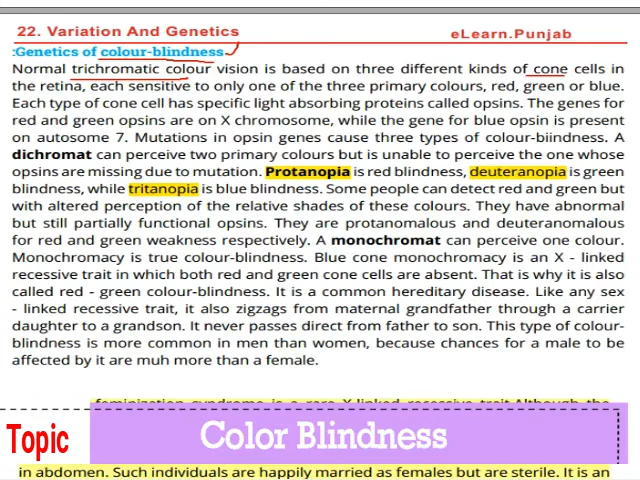 22. Variation And Genetics
eLearn.Punjab
:Genetics of colour-blindness
Normal trichromatic colour vision is based on three different kinds of cone cells in
the retina, each sensitive to only one of the three primary colours, red, green or blue.
Each type of cone cell has specific light absorbing proteins called opsins. The genes for
red and green opsins are on X chromosome, while the gene for blue opsin is present
on autosome 7. Mutations in opsin genes cause three types of colour-biindness. A
dichromat can perceive two primary colours but is unable to perceive the one whose
opsins are missing due to mutation. Protanopia is red blindness, deuteranopia is green
blindness, while tritanopia is blue blindness. Some people can detect red and green but
with altered perception of the relative shades of these colours. They have abnormal
but still partially functional opsins. They are protanomalous and deuteranomalous
for red and green weakness respectively. A monochromat can perceive one colour.
Monochromacy is true colour-blindness. Blue cone monochromacy is an X - linked
recessive trait in which both red and green cone cells are absent. That is why it is also
called red - green colour-blindness. It is a common hereditary disease. Like any sex
- linked recessive trait, it also zigzags from maternal grandfather through a carrier
daughter to a grandson. It never passes direct from father to son. This type of colour-
blindness is more common in men than women, because chances for a male to be
affected by it are muh more than a female.
feminization syndrome is a rare X-linked recessive trait.Although the
Topic
Color Blindness
in abdomen. Such individuals are happily married as females but are sterile. It is an